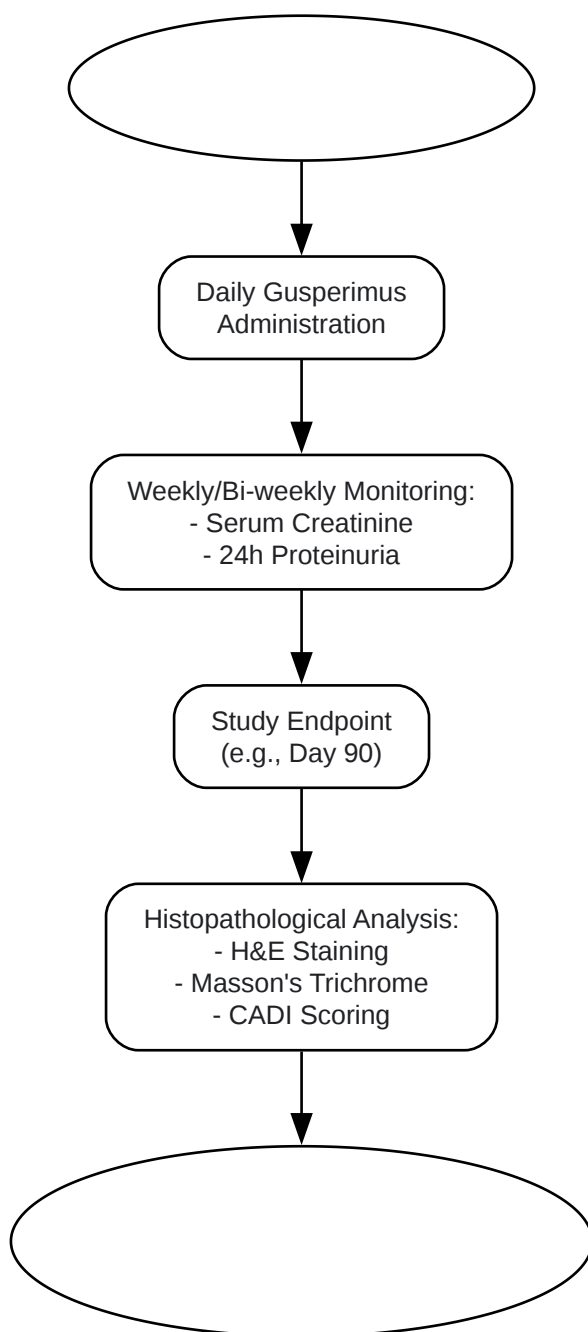 Daily Gusperimus
Administration
Weekly/Bi-weekly Monitoring:
- Serum Creatinine
- 24h Proteinuria
Study Endpoint
(e.g., Day 90)
Histopathological Analysis:
- H&E Staining
- Masson's Trichrome
- CADI Scoring